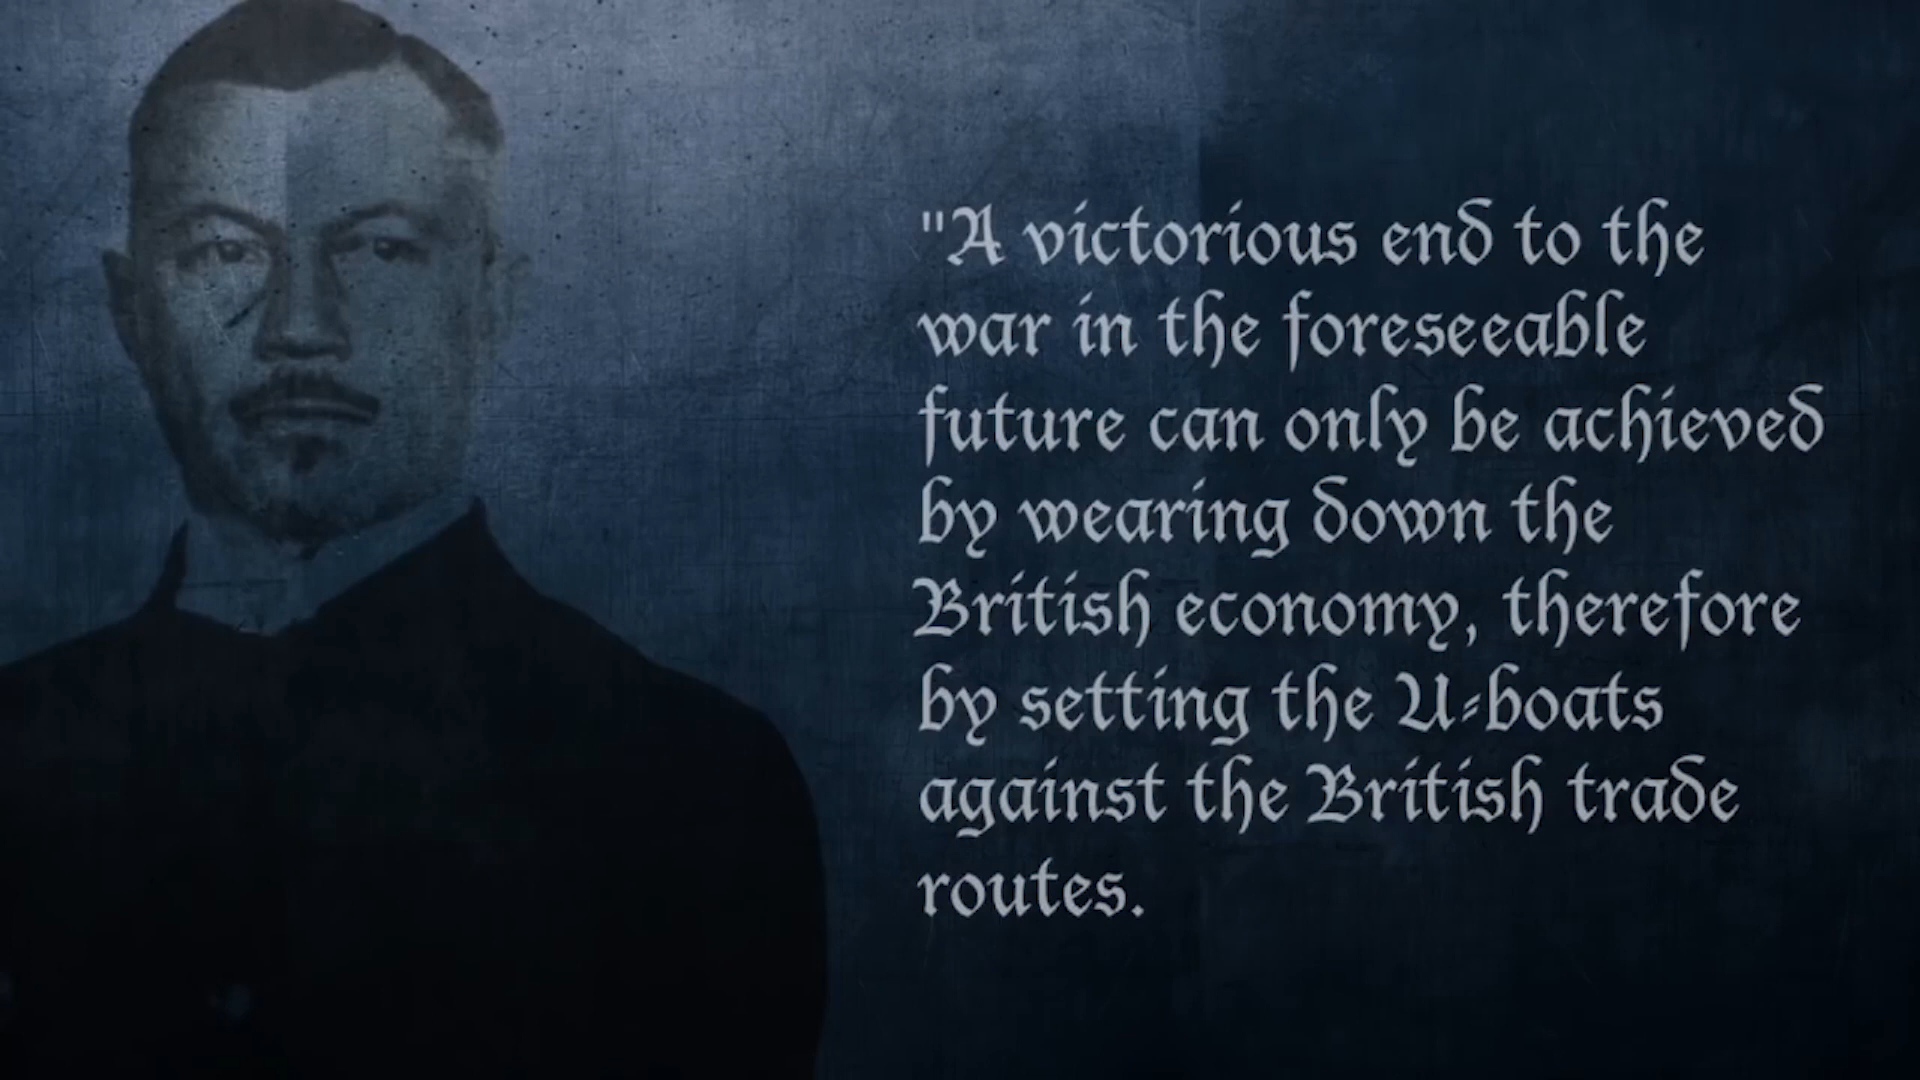 "A victorious end to the
war in the foreseeable
future can only be achieved
by wearing down the
British economy, therefore
by setting the U-boats
against the British trade
routes.